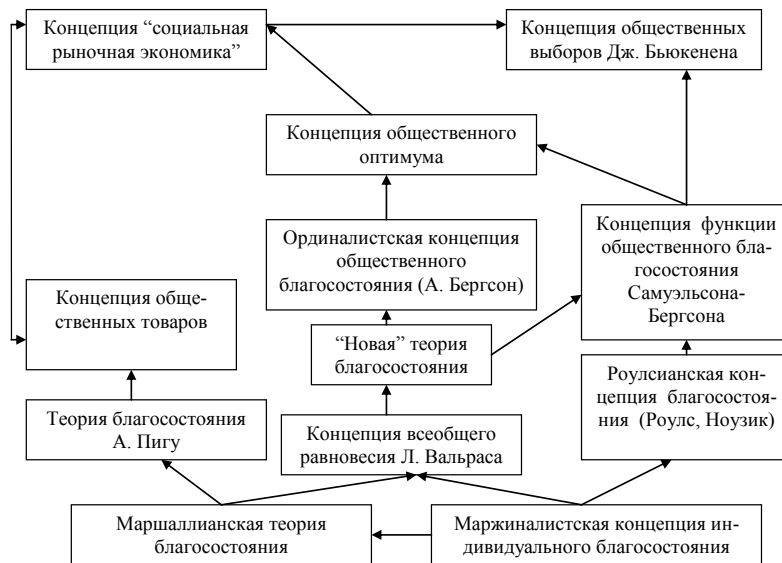 Концепция “социальная
рыночная экономика”
Концепция общественных
выборов Дж. Бьюкенена
Концепция общественного
оптимума
Ординалистская концепция
общественного
благосостояния (А. Бергсон)
Концепция функции
общественного бла-
госостояния
Самуэльсона-
Бергсона
Концепция обще-
ственных товаров
“Новая” теория
благосостояния
Роулсианская кон-
цепция благосостоя-
ния (Роулс, Ноузик)
Теория благосостояния
А. Пигу
Концепция всеобщего
равновесия Л. Вальраса
Маршаллианская теория
благосостояния
Маржиналистская концепция ин-
дивидуального благосостояния